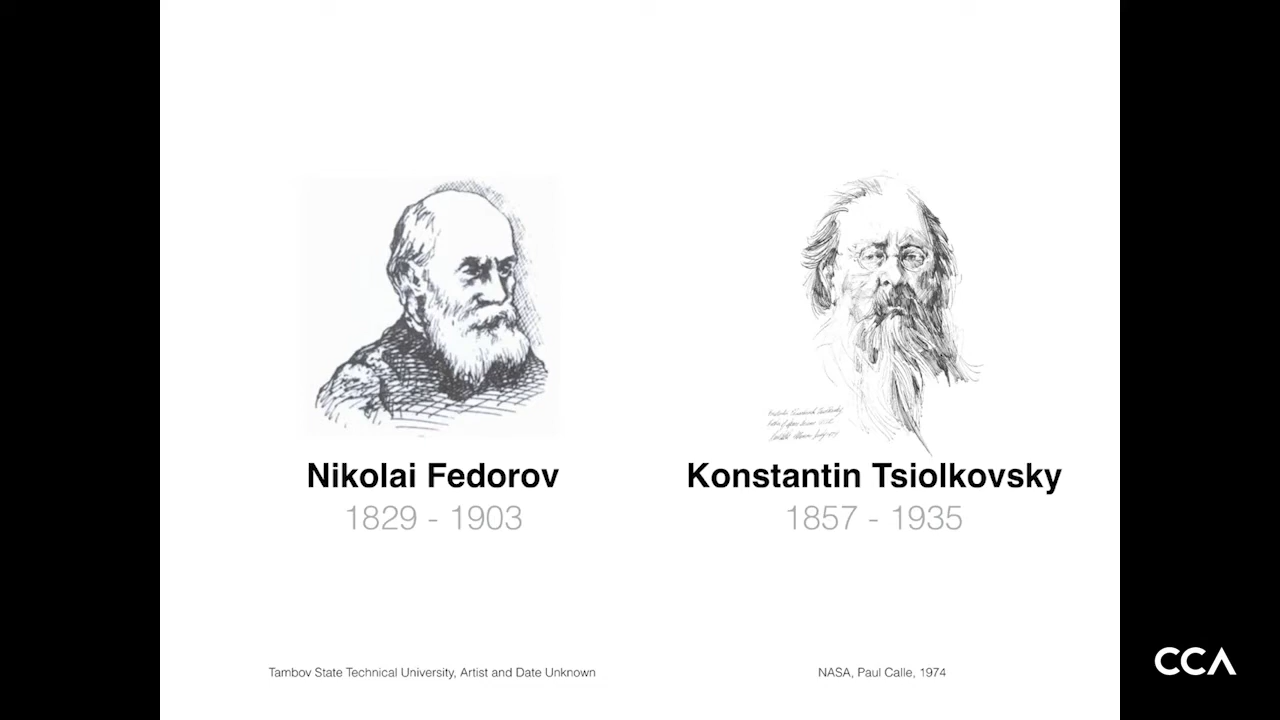 Nikolai Fedorov
1829 - 1903
Tambov State Technical University, Artist and Date Unknown
Konstantin Tsiolkovsky
1857 - 1935
NASA, Paul Calle, 1974
CCA